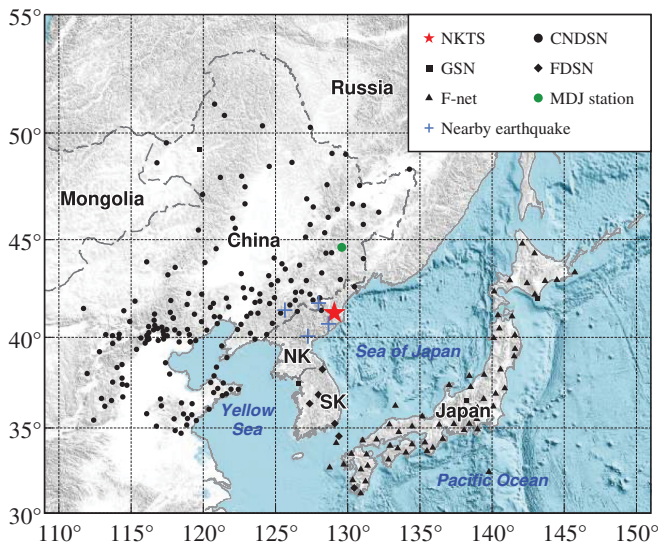 55°
50°
45°
40°
35°
30°
110°
115°
120°
125°
130°
135°
140°
145°
150°
NKTS
CNDSN
GSN
FDSN
F-net
MDJ station
Nearby earthquake
Russia
Mongolia
China
NK
Sea of Japan
SK
Japan
Yellow
Sea
Pacific Ocean